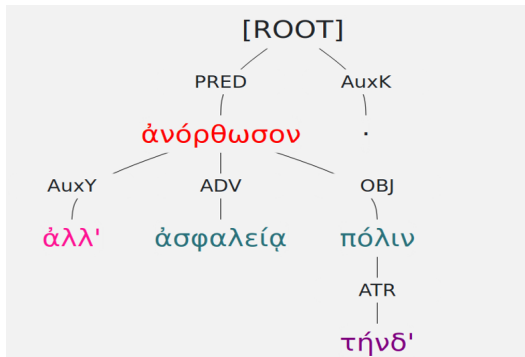 [ROOT]
PRED AuxK
ἀνόρθωσον .
AuxY ADV OBJ
ἀλλ' ἀσφαλείᾳ πόλιν
ATR
τήνδ'